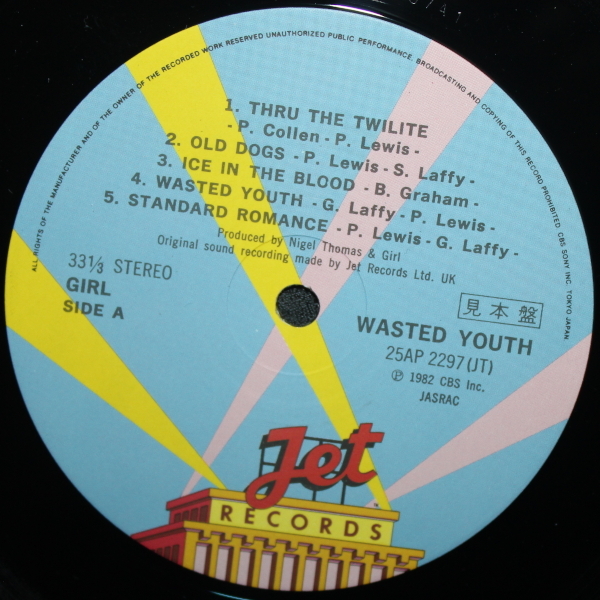 ALL RIGHTS OF THE MANUFACTURER AND OF THE OWNER OF THE RECORDED WORK RESERVED UNAUTHORIZED PUBLIC PERFORMANCE. BROADCASTING AND COPYING OF THIS RECORD PROHIBITED. CBS SONY INC. TOKYO JAPAN.
1. THRU THE TWILITE
- P. Collen - P. Lewis -
2. OLD DOGS - P. Lewis - S. Laffy -
3. ICE IN THE BLOOD - B. Graham -
4. WASTED YOUTH - G. Laffy - P. Lewis -
5. STANDARD ROMANCE - P. Lewis - G. Laffy -
Produced by Nigel Thomas & Girl
Original sound recording made by Jet Records Ltd. UK
33⅓ STEREO
GIRL
SIDE A
見本盤
WASTED YOUTH
25AP 2297(JT)
Ⓟ 1982 CBS Inc.
JASRAC
Jet
RECORDS